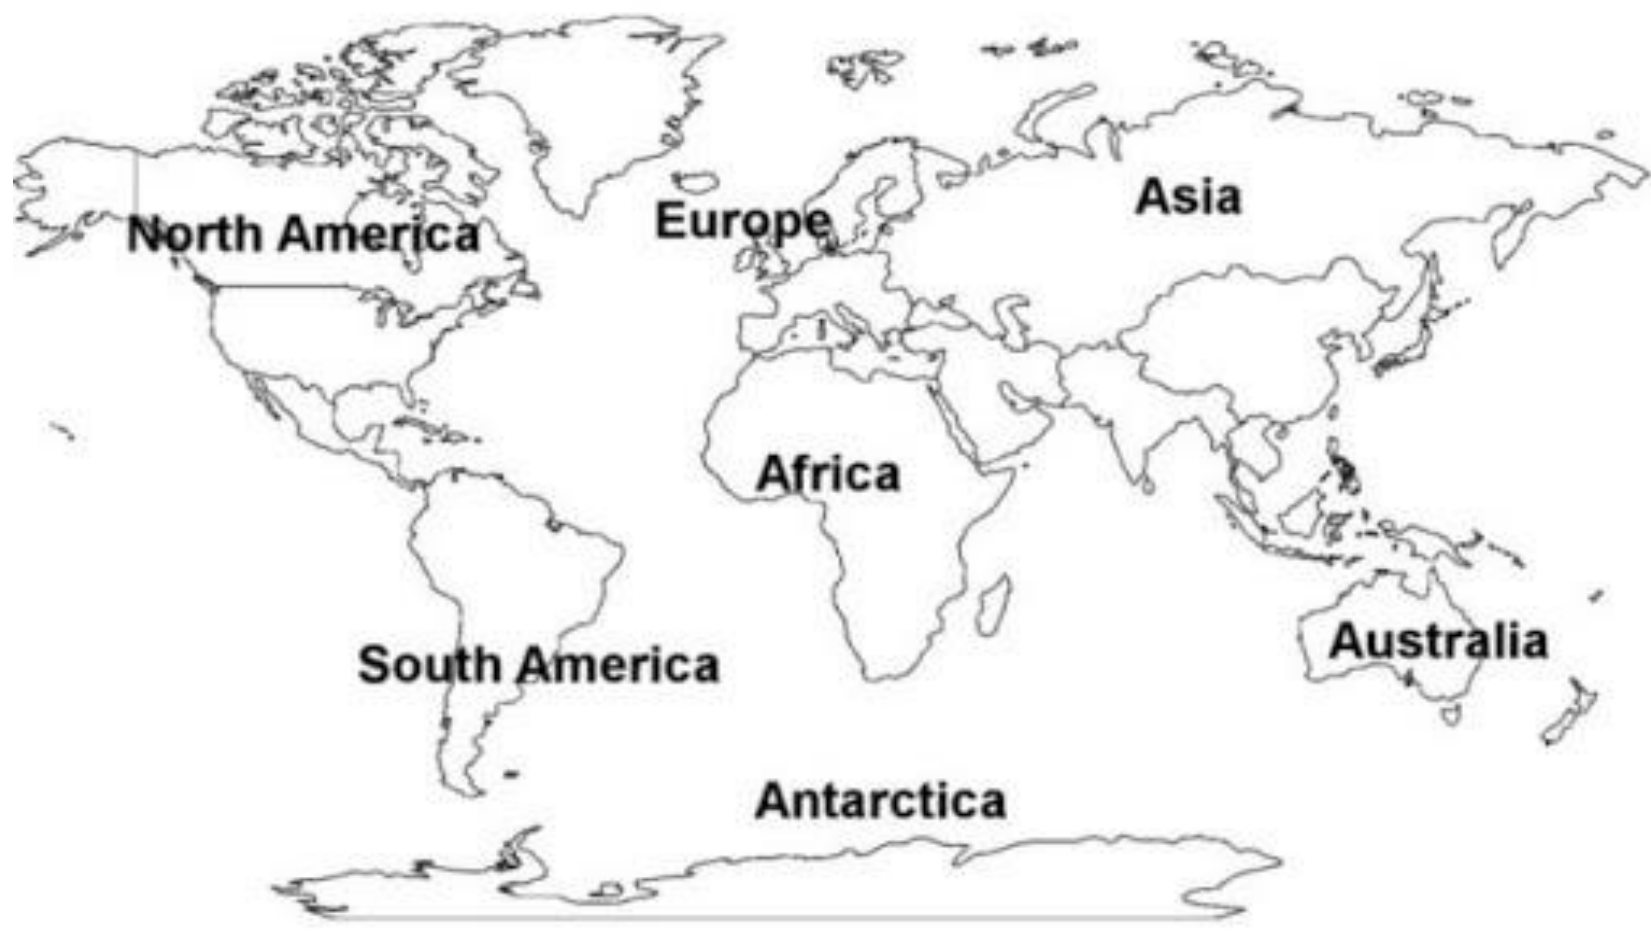 Asia
Europe
North America
Africa
Australia
South America
Antarctica